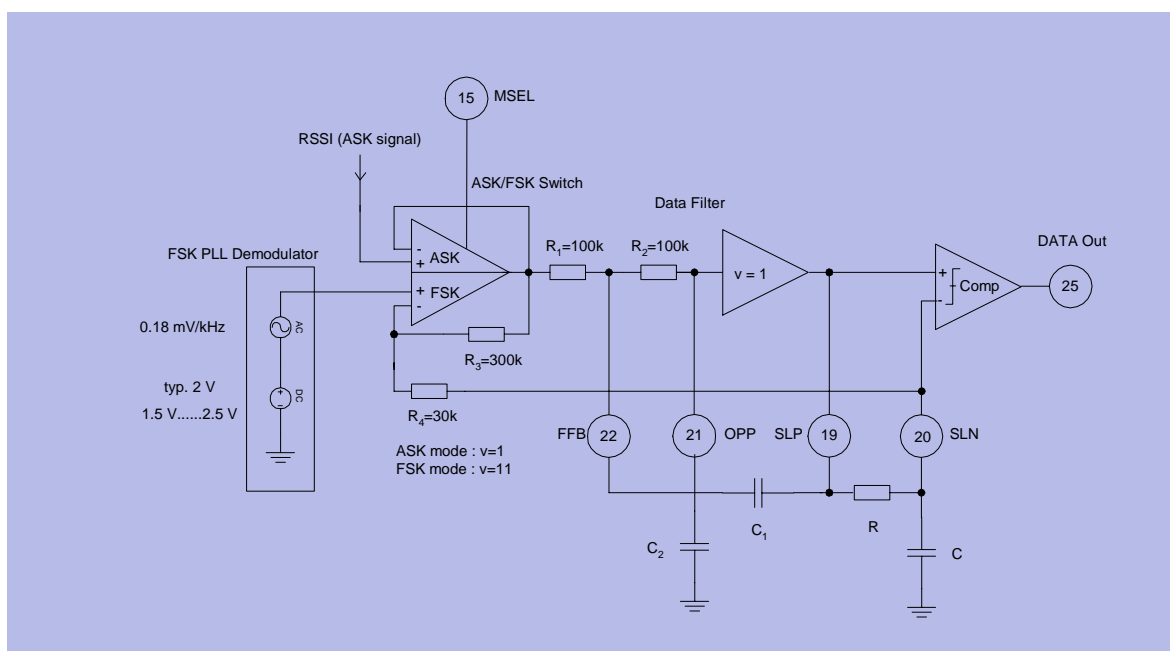 15
MSEL
RSSI (ASK signal)
ASK/FSK Switch
Data Filter
R1=100k
R2=100k
DATA Out
FSK PLL Demodulator
-
+
ASK
+
-
FSK
v = 1
+
-
Comp
25
0.18 mV/kHz
AC
R3=300k
typ. 2 V
1.5 V......2.5 V
+
-
DC
R4=30k
FFB
22
21
OPP
SLP
19
20
SLN
ASK mode : v=1
FSK mode : v=11
C1
R
C2
C